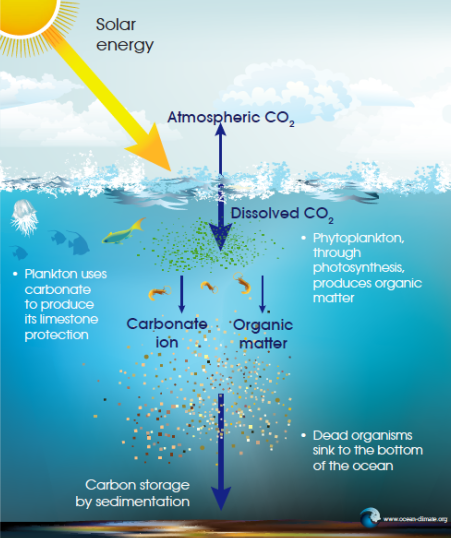 Solar
energy
Atmospheric CO₂
Dissolved CO₂
• Phytoplankton,
through
photosynthesis,
produces organic
matter
• Plankton uses
carbonate
to produce
its limestone
protection
Carbonate
ion
Organic
matter
• Dead organisms
sink to the bottom
of the ocean
Carbon storage
by sedimentation
www.ocean-climate.org